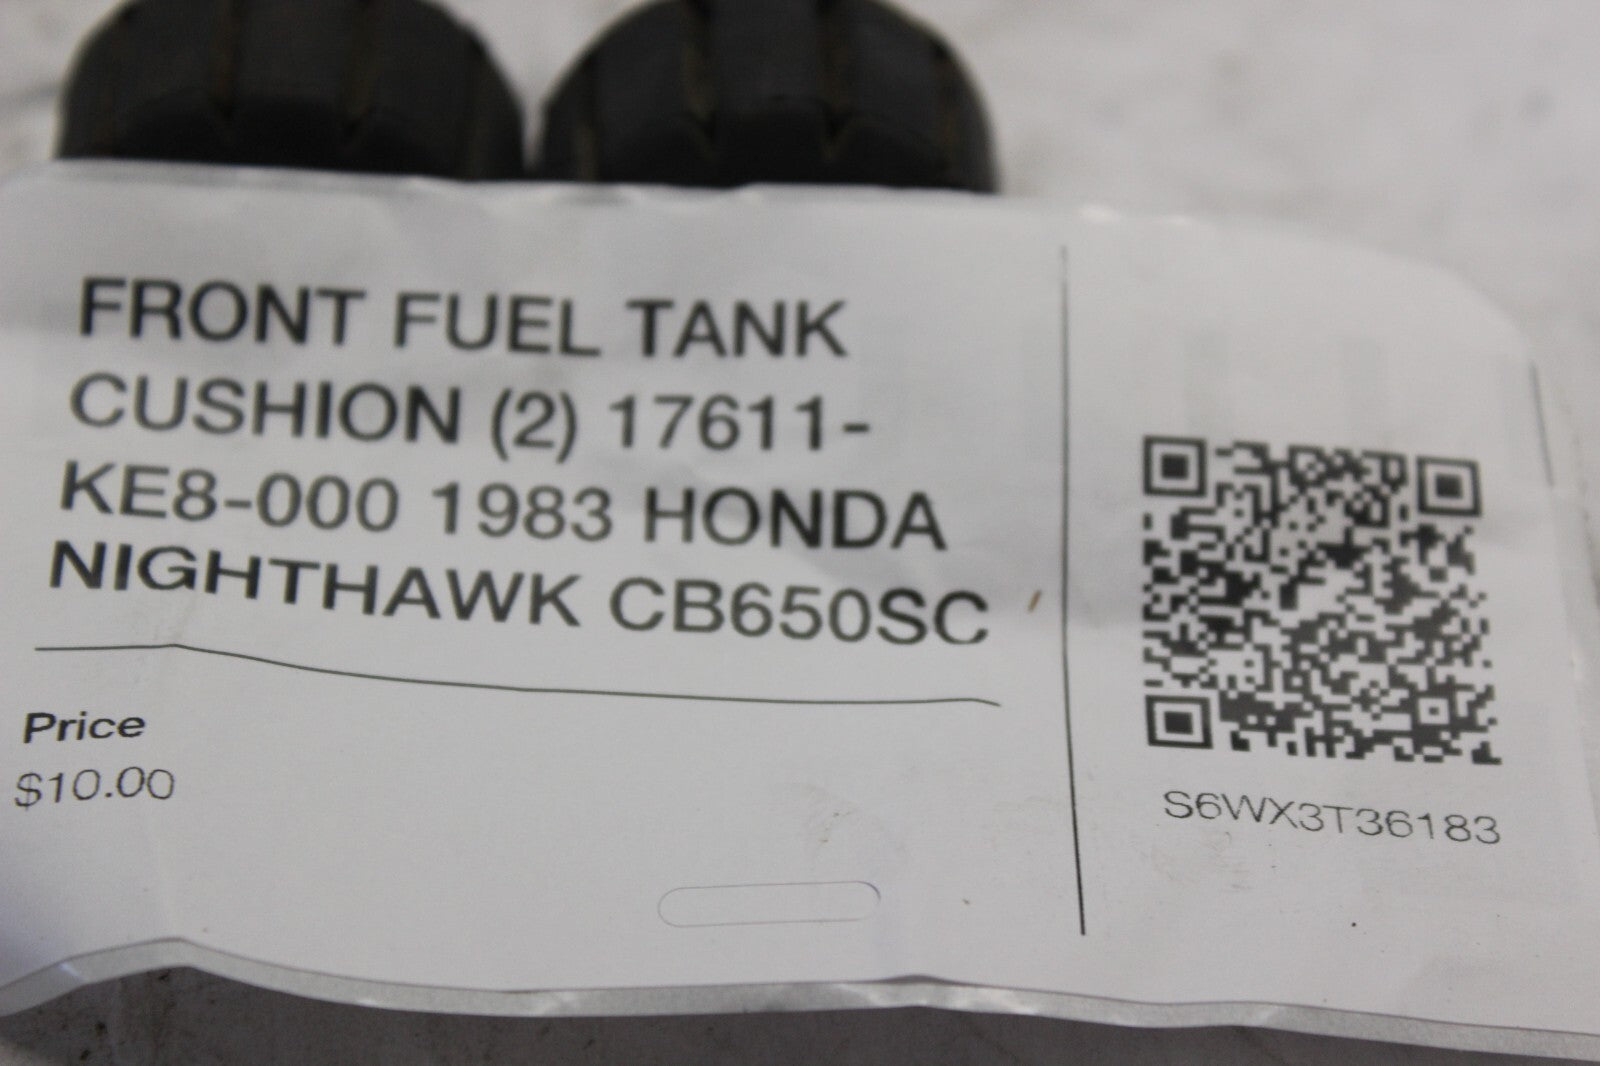 FRONT FUEL TANK
CUSHION (2) 17611-
KE8-000 1983 HONDA
NIGHTHAWK CB650SC
Price
$10.00
S6WX3T36183